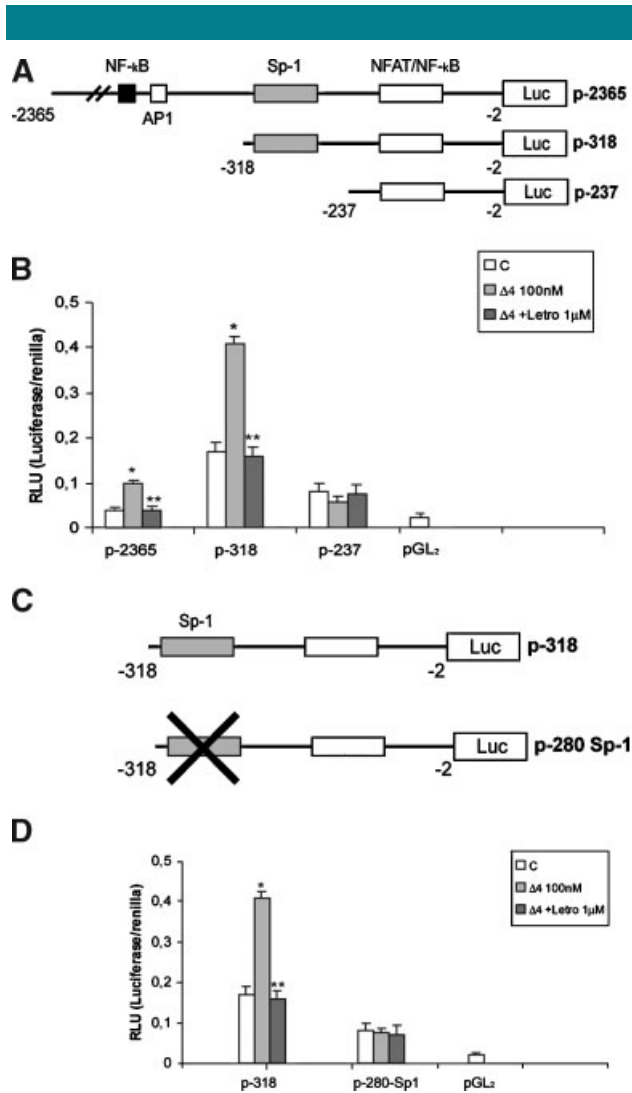 A
NF-kB
Sp-1
NFAT/NF-kB
Luc
p-2365
-2365
AP1
-2
Luc
p-318
-318
-2
Luc
p-237
-237
-2
B
C
Δ4 100nM
Δ4 +Letro 1µM
RLU (Luciferase/renilla)
0,5
0,4
0,3
0,2
0,1
0
*
**
*
**
p-2365
p-318
p-237
pGL₂
C
Sp-1
Luc
p-318
-318
-2
Luc
p-280 Sp-1
-318
-2
D
C
Δ4 100nM
Δ4 +Letro 1µM
RLU (Luciferase/renilla)
0,5
0,4
0,3
0,2
0,1
0
*
**
p-318
p-280-Sp1
pGL₂